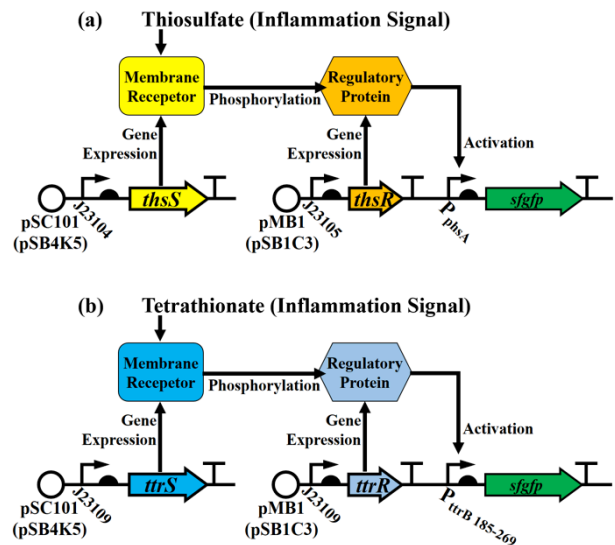 (a) Thiosulfate (Inflammation Signal)
Membrane
Recepetor
Phosphorylation
Regulatory
Protein
Gene
Expression
Gene
Expression
Activation
thsS
thsR
sfgfp
J23104
J23105
PphsA
pSC101
(pSB4K5)
pMB1
(pSB1C3)
(b) Tetrathionate (Inflammation Signal)
Membrane
Recepetor
Phosphorylation
Regulatory
Protein
Gene
Expression
Gene
Expression
Activation
ttrS
ttrR
sfgfp
J23109
J23109
PttrB 185-269
pSC101
(pSB4K5)
pMB1
(pSB1C3)